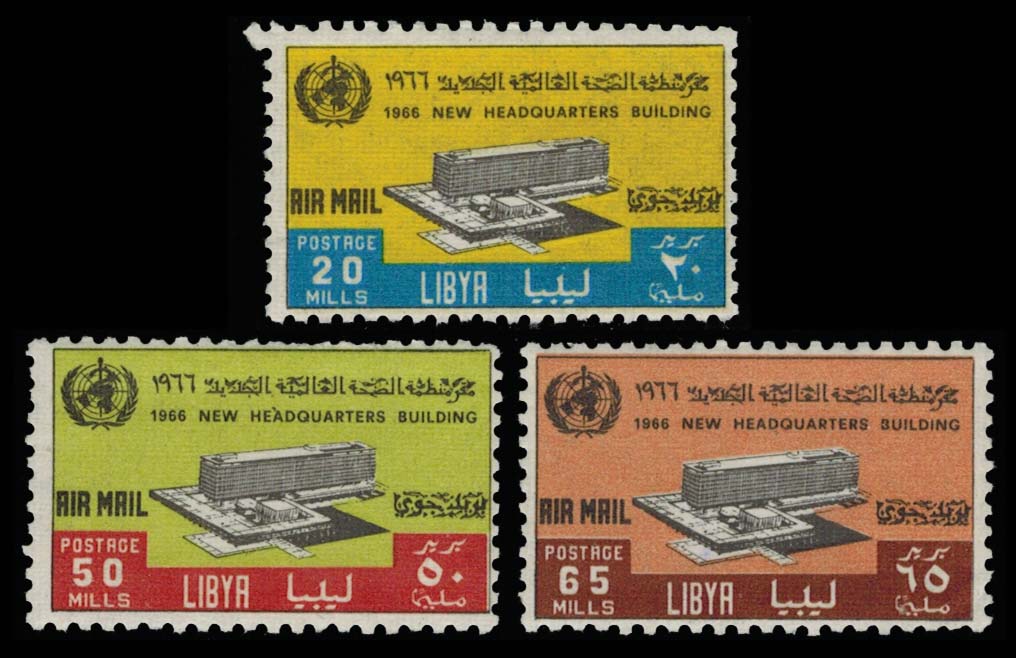 مقر منظمة الصحة العالمية الجديد ١٩٦٦
1966 NEW HEADQUARTERS BUILDING
AIR MAIL بريد جوي
POSTAGE بريد
20 ٢٠
MILLS مليم
LIBYA ليبيا
مقر منظمة الصحة العالمية الجديد ١٩٦٦
1966 NEW HEADQUARTERS BUILDING
AIR MAIL بريد جوي
POSTAGE بريد
50 ٥٠
MILLS مليم
LIBYA ليبيا
مقر منظمة الصحة العالمية الجديد ١٩٦٦
1966 NEW HEADQUARTERS BUILDING
AIR MAIL بريد جوي
POSTAGE بريد
65 ٦٥
MILLS مليم
LIBYA ليبيا